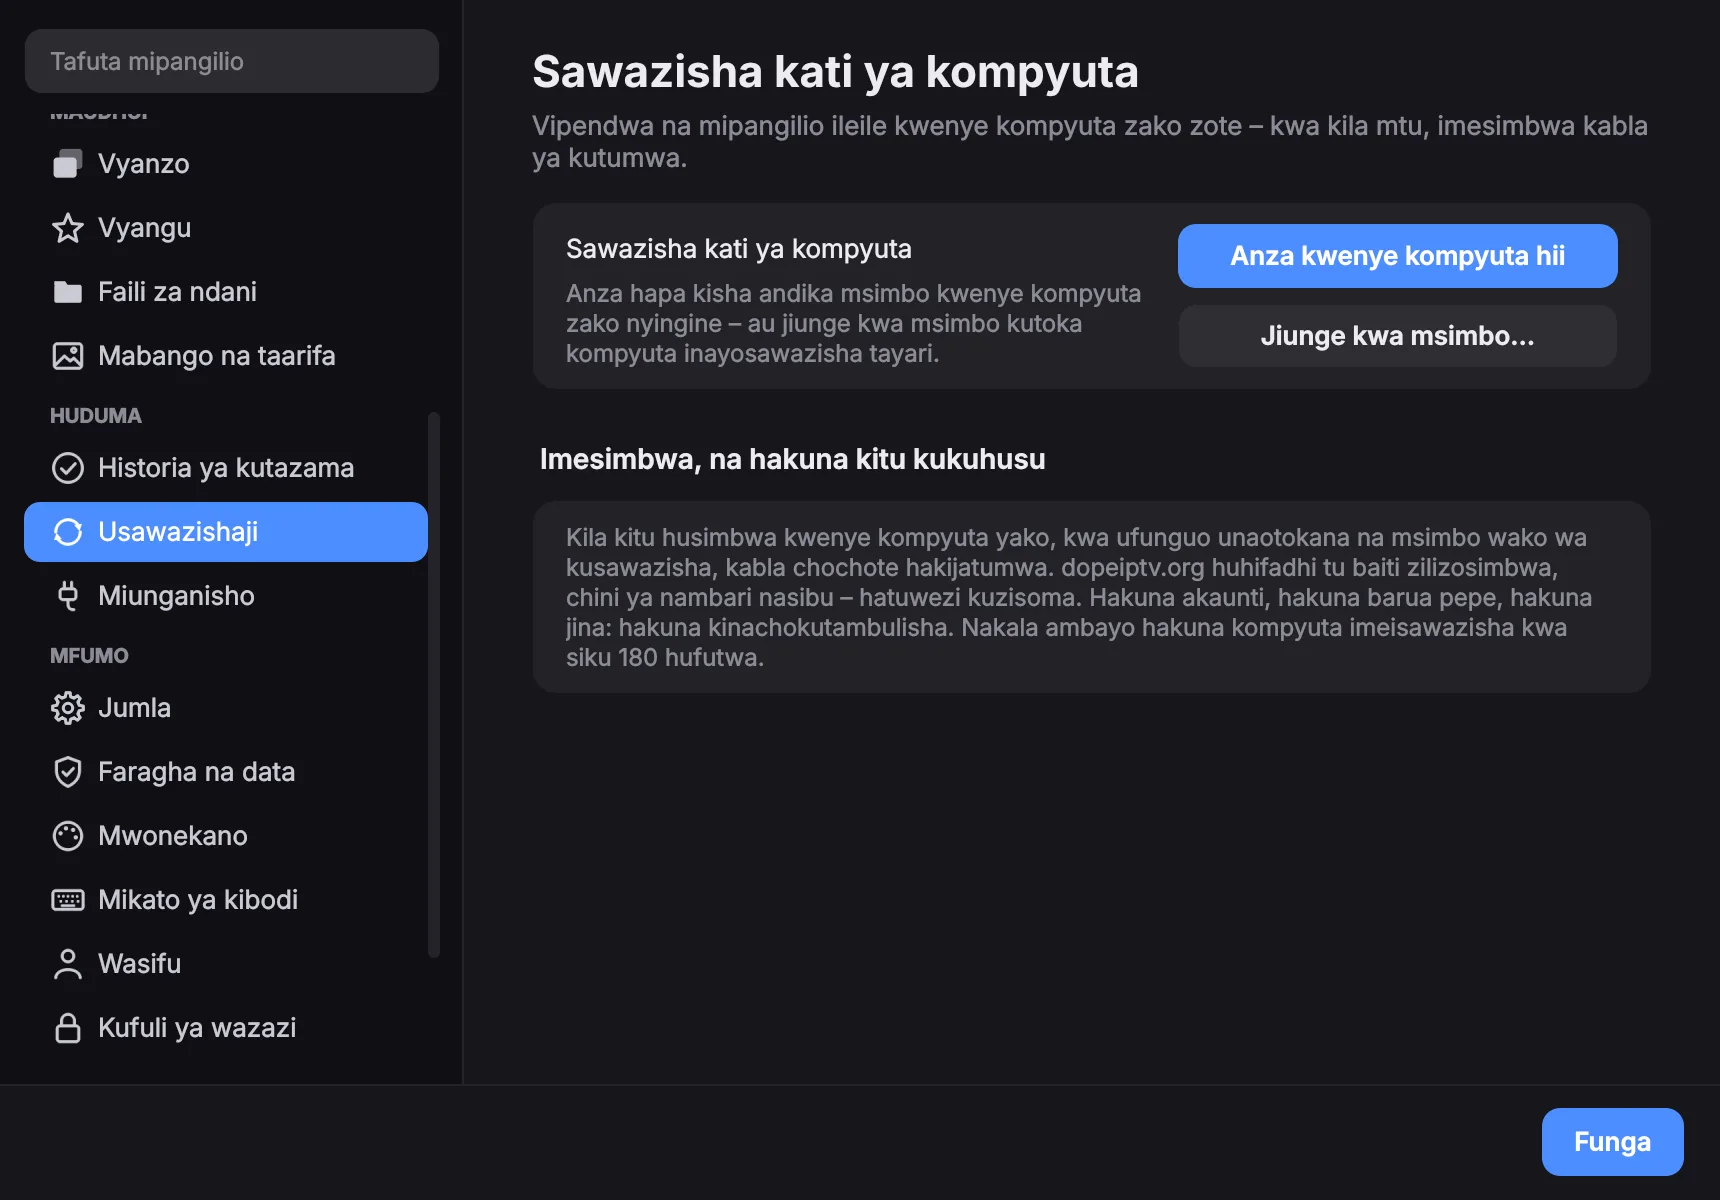 Tafuta mipangilio
Vyanzo
Vyangu
Faili za ndani
Mabango na taarifa
HUDUMA
Historia ya kutazama
Usawazishaji
Miunganisho
MFUMO
Jumla
Faragha na data
Mwonekano
Mikato ya kibodi
Wasifu
Kufuli ya wazazi
Sawazisha kati ya kompyuta
Vipendwa na mipangilio ileile kwenye kompyuta zako zote – kwa kila mtu, imesimbwa kabla
ya kutumwa.
Sawazisha kati ya kompyuta
Anza hapa kisha andika msimbo kwenye kompyuta
zako nyingine – au jiunge kwa msimbo kutoka
kompyuta inayosawazisha tayari.
Anza kwenye kompyuta hii
Jiunge kwa msimbo...
Imesimbwa, na hakuna kitu kukuhusu
Kila kitu husimbwa kwenye kompyuta yako, kwa ufunguo unaotokana na msimbo wako wa
kusawazisha, kabla chochote hakijatumwa. dopeiptv.org huhifadhi tu baiti zilizosimbwa,
chini ya nambari nasibu – hatuwezi kuzisoma. Hakuna akaunti, hakuna barua pepe, hakuna
jina: hakuna kinachokutambulisha. Nakala ambayo hakuna kompyuta imeisawazisha kwa
siku 180 hufutwa.
Funga